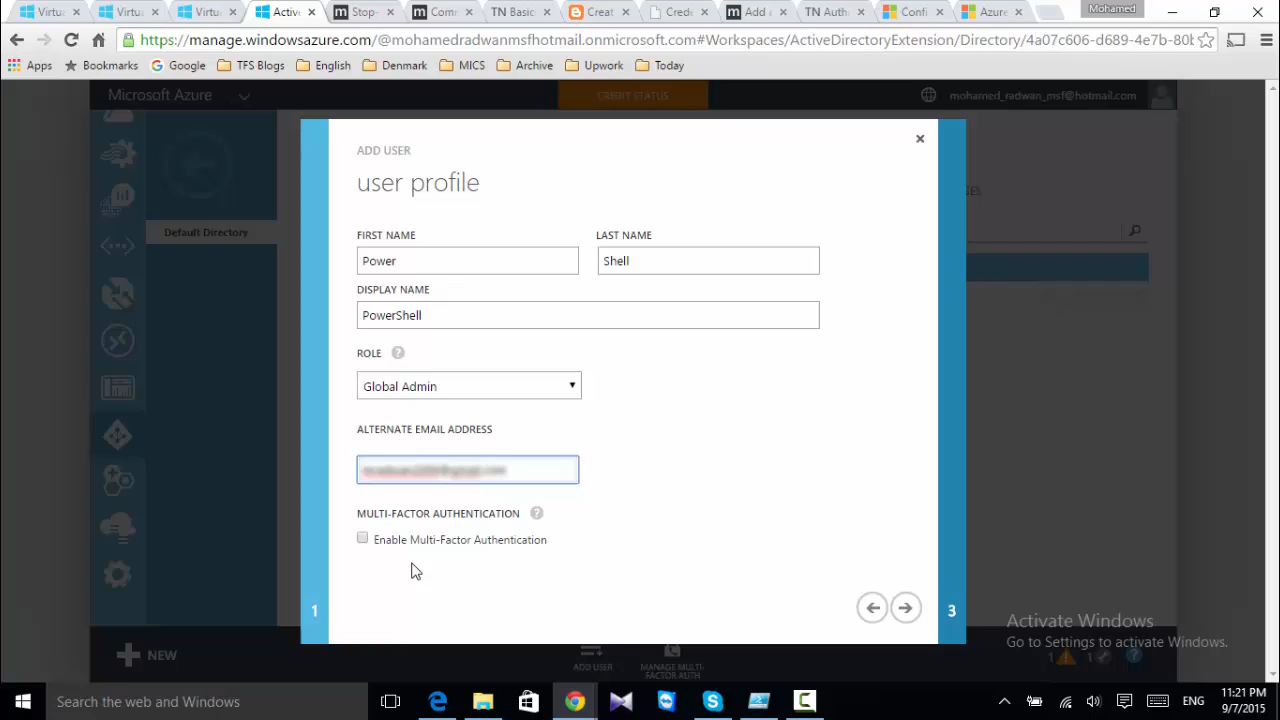 Virtu
Virtu
Virtu
Active
Stop-
Com
TN Basic
Creat
Crede
Add a
TN Auth
Confi
Azure
Mohamed
https://manage.windowsazure.com/@mohamedradwanmsfhotmail.onmicrosoft.com#Workspaces/ActiveDirectoryExtension/Directory/4a07c606-d689-4e7b-80b
Apps Bookmarks Google TFS Blogs English Denmark MICS Archive Upwork Today
Microsoft Azure
CREDIT STATUS
mohamed_radwan_msf@hotmail.com
Default Directory
ADD USER
user profile
FIRST NAME
LAST NAME
Power
Shell
DISPLAY NAME
PowerShell
ROLE ?
Global Admin
ALTERNATE EMAIL ADDRESS
MULTI-FACTOR AUTHENTICATION ?
Enable Multi-Factor Authentication
1
3
Activate Windows
Go to Settings to activate Windows.
NEW
ADD USER
MANAGE MULTI-
FACTOR AUTH
1
1
?
Search the web and Windows
ENG
11:21 PM
9/7/2015